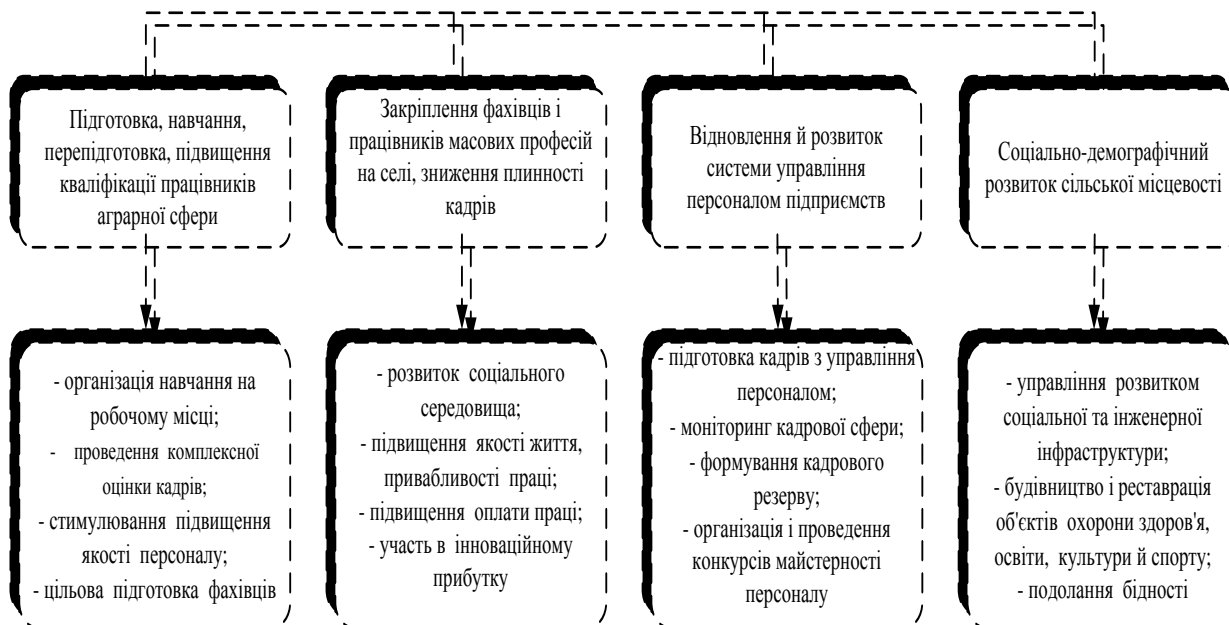 Підготовка, навчання,
перепідготовка, підвищення
кваліфікації працівників
аграрної сфери
Закріплення фахівців і
працівників масових професій
на селі, зниження плинності
кадрів
Відновлення й розвиток
системи управління
персоналом підприємств
Соціально-демографічний
розвиток сільської місцевості
- організація навчання на
робочому місці;
- проведення комплексної
оцінки кадрів;
- стимулювання підвищення
якості персоналу;
- цільова підготовка фахівців
- розвиток соціального
середовища;
- підвищення якості життя,
привабливості праці;
- підвищення оплати праці;
- участь в інноваційному
прибутку
- підготовка кадрів з управління
персоналом;
- моніторинг кадрової сфери;
- формування кадрового
резерву;
- організація і проведення
конкурсів майстерності
персоналу
- управління розвитком
соціальної та інженерної
інфраструктури;
- будівництво і реставрація
об'єктів охорони здоров'я,
освіти, культури й спорту;
- подолання бідності